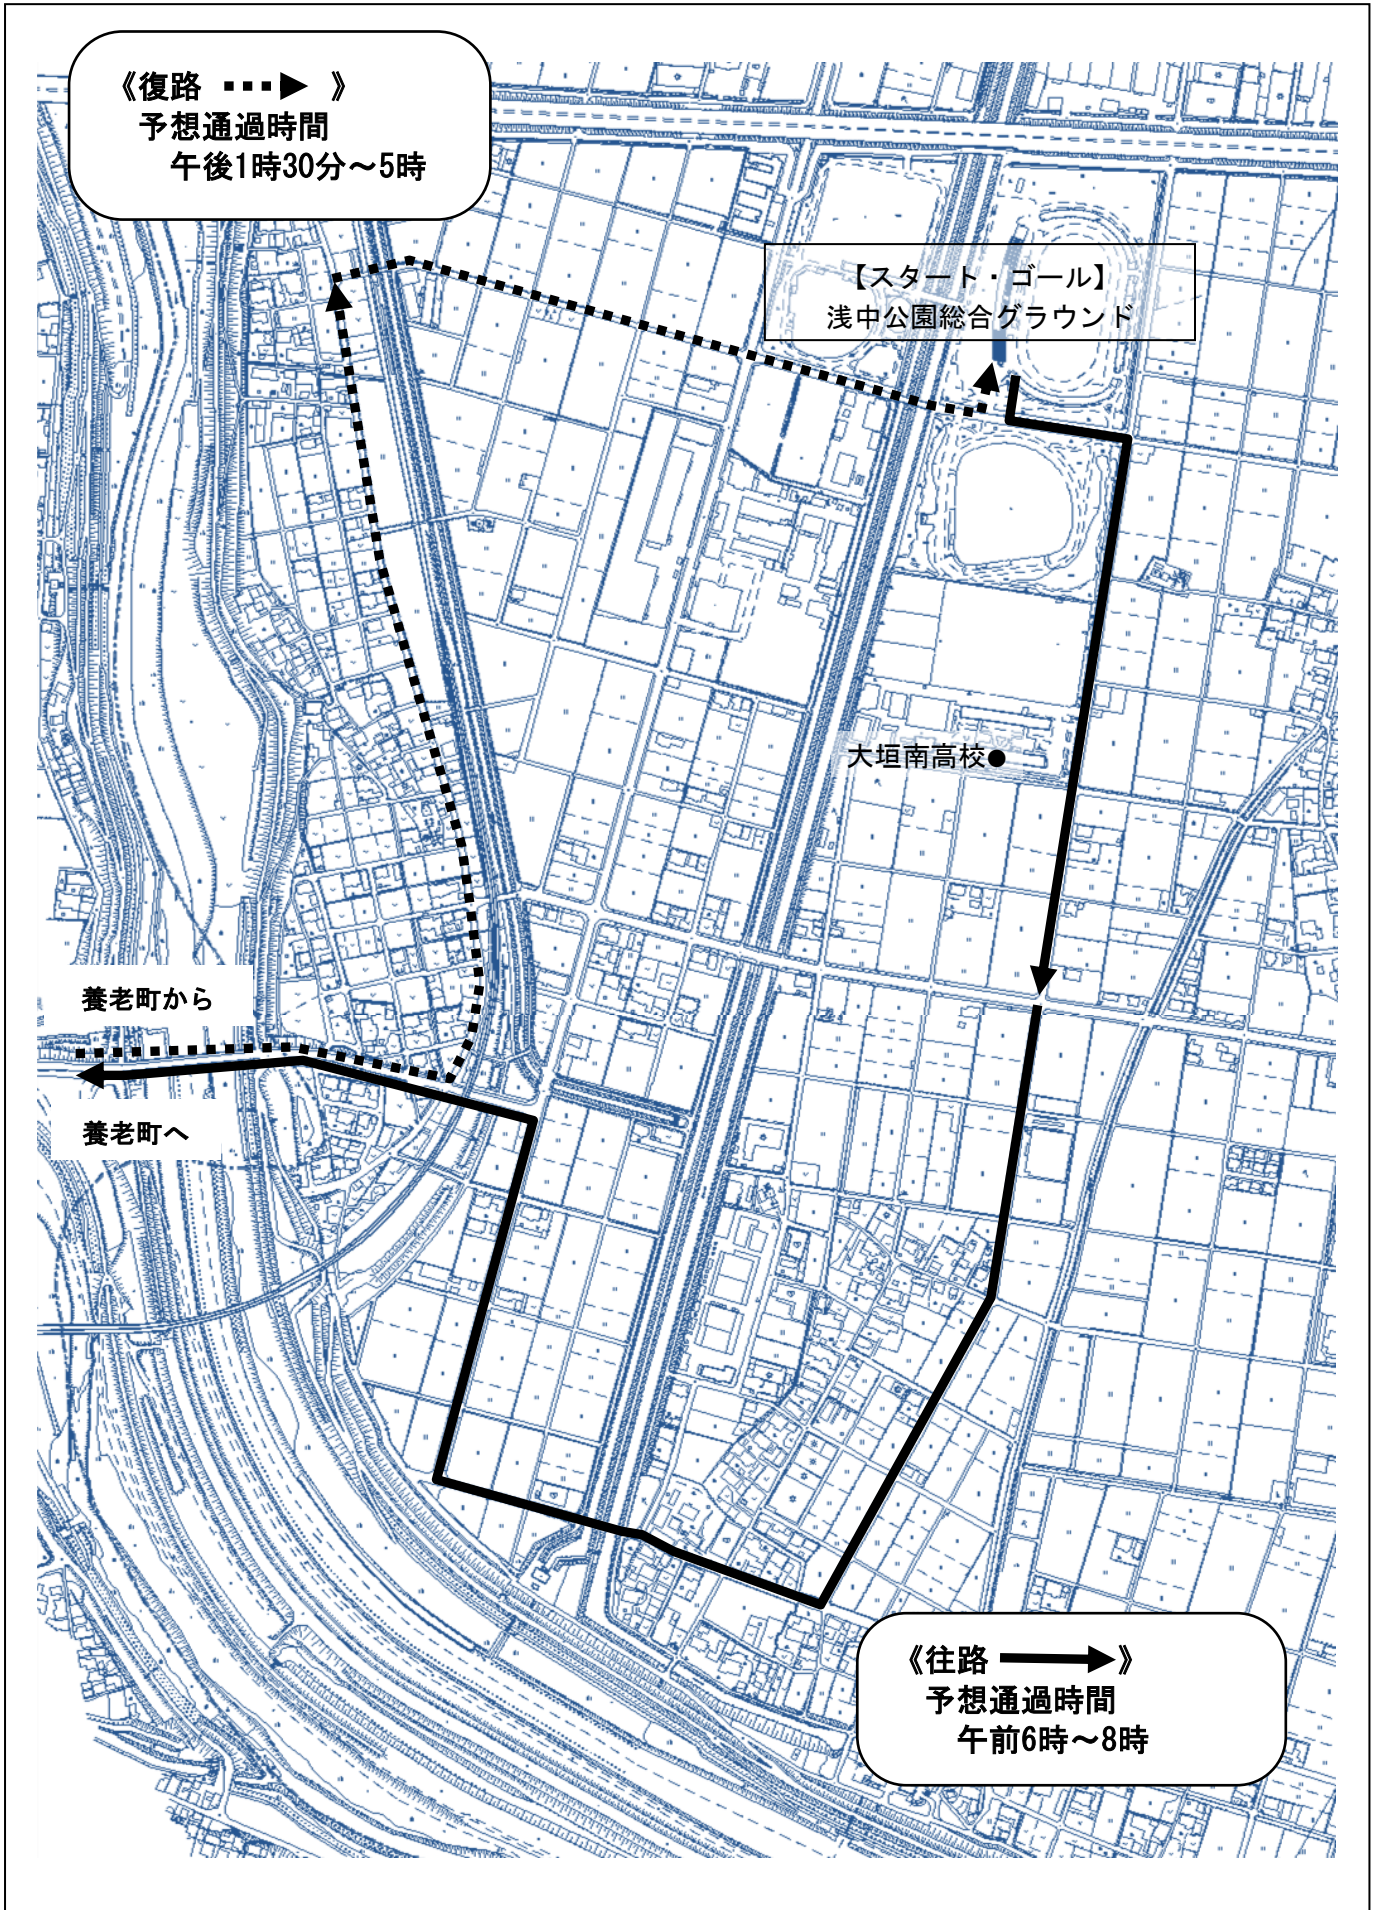 《復路 ┅▶ 》
予想通過時間
午後1時30分～5時
【スタート・ゴール】
浅中公園総合グラウンド
大垣南高校●
養老町から
養老町へ
《往路 ⟶》
予想通過時間
午前6時～8時